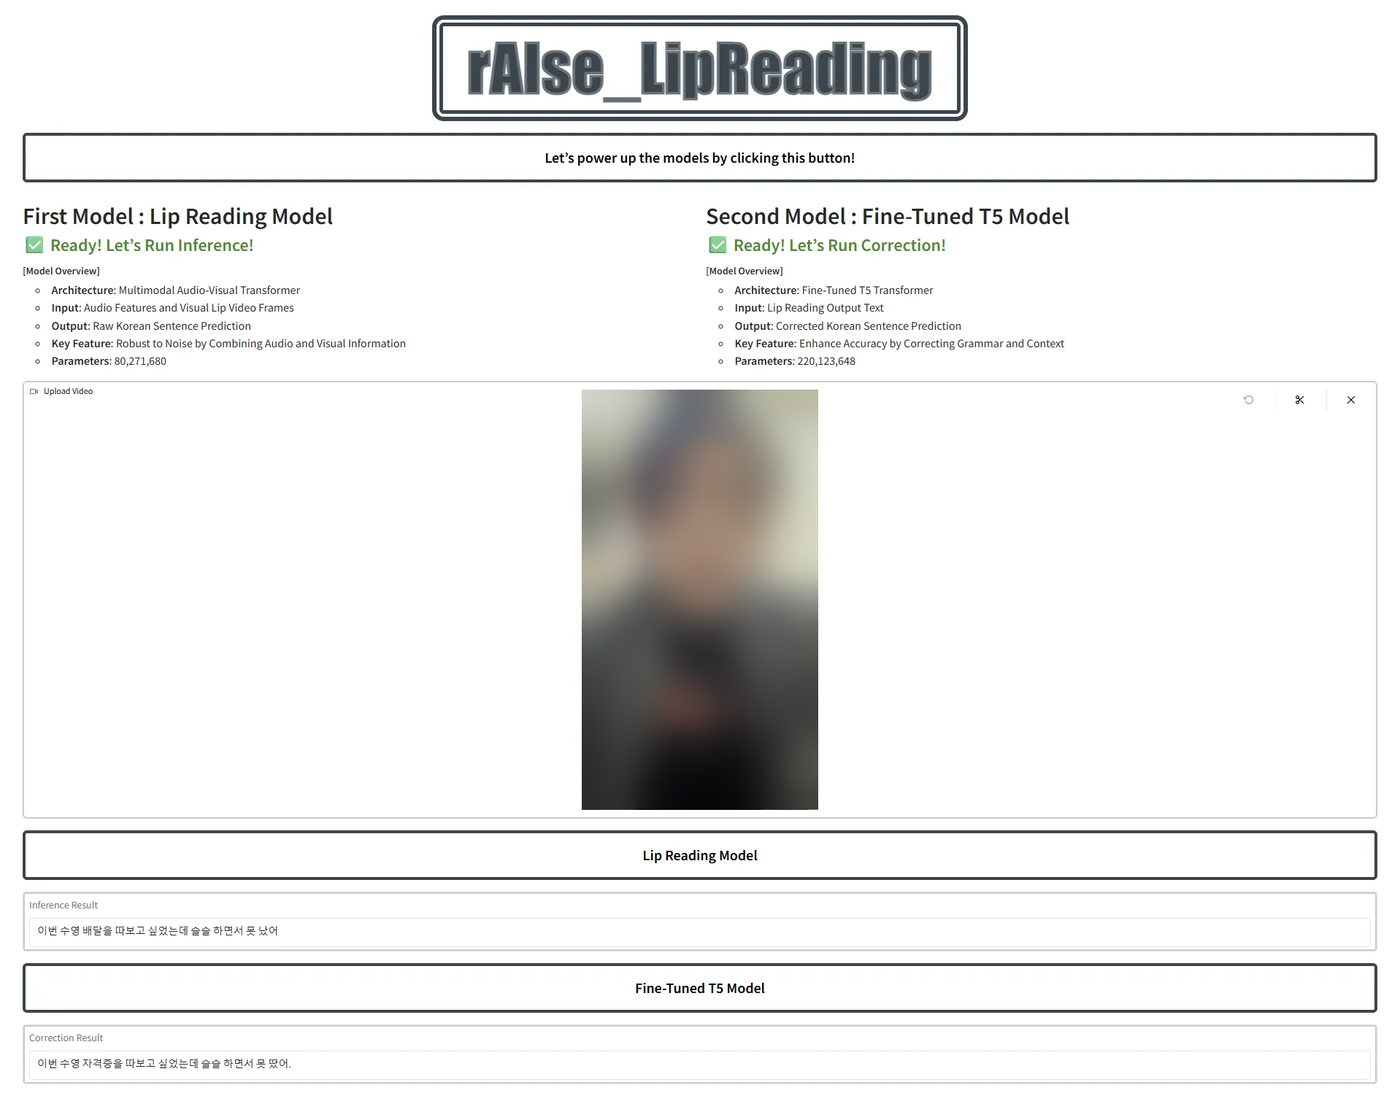 rAIse_LipReading
Let’s power up the models by clicking this button!
First Model : Lip Reading Model
✅ Ready! Let’s Run Inference!
[Model Overview]
Architecture: Multimodal Audio-Visual Transformer
Input: Audio Features and Visual Lip Video Frames
Output: Raw Korean Sentence Prediction
Key Feature: Robust to Noise by Combining Audio and Visual Information
Parameters: 80,271,680
Second Model : Fine-Tuned T5 Model
✅ Ready! Let’s Run Correction!
[Model Overview]
Architecture: Fine-Tuned T5 Transformer
Input: Lip Reading Output Text
Output: Corrected Korean Sentence Prediction
Key Feature: Enhance Accuracy by Correcting Grammar and Context
Parameters: 220,123,648
Upload Video
Lip Reading Model
Inference Result
이번 수영 배달을 따보고 싶었는데 슬슬 하면서 못 났어
Fine-Tuned T5 Model
Correction Result
이번 수영 자격증을 따보고 싶었는데 슬슬 하면서 못 땄어.